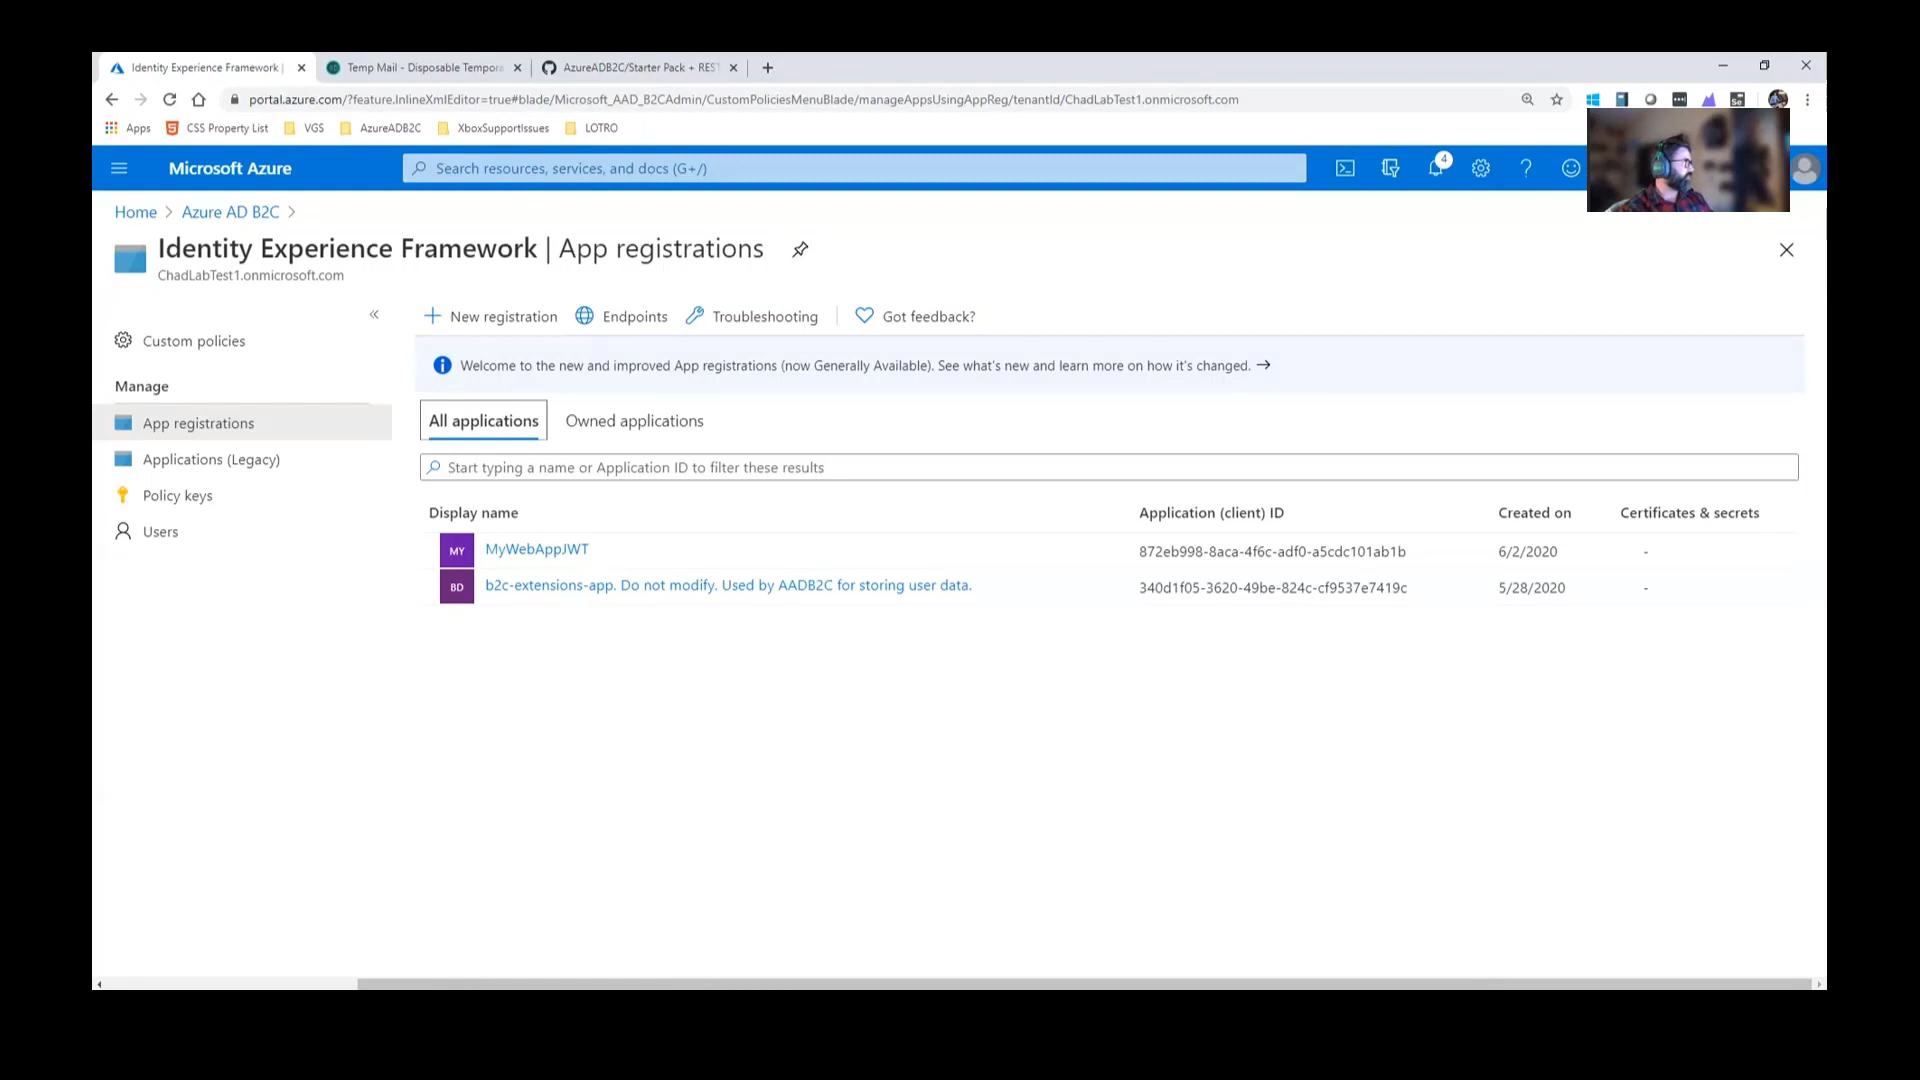 Identity Experience Framework |
Temp Mail - Disposable Tempora
AzureADB2C/Starter Pack + REST
portal.azure.com/?feature.InlineXmlEditor=true#blade/Microsoft_AAD_B2CAdmin/CustomPoliciesMenuBlade/manageAppsUsingAppReg/tenantId/ChadLabTest1.onmicrosoft.com
Apps
CSS Property List
VGS
AzureADB2C
XboxSupportIssues
LOTRO
Microsoft Azure
Search resources, services, and docs (G+/)
4
Home > Azure AD B2C >
Identity Experience Framework | App registrations
ChadLabTest1.onmicrosoft.com
Custom policies
Manage
App registrations
Applications (Legacy)
Policy keys
Users
New registration
Endpoints
Troubleshooting
Got feedback?
Welcome to the new and improved App registrations (now Generally Available). See what's new and learn more on how it's changed. →
All applications
Owned applications
Start typing a name or Application ID to filter these results
Display name Application (client) ID Created on Certificates & secrets
MY MyWebAppJWT 872eb998-8aca-4f6c-adf0-a5cdc101ab1b 6/2/2020 -
BD b2c-extensions-app. Do not modify. Used by AADB2C for storing user data. 340d1f05-3620-49be-824c-cf9537e7419c 5/28/2020 -